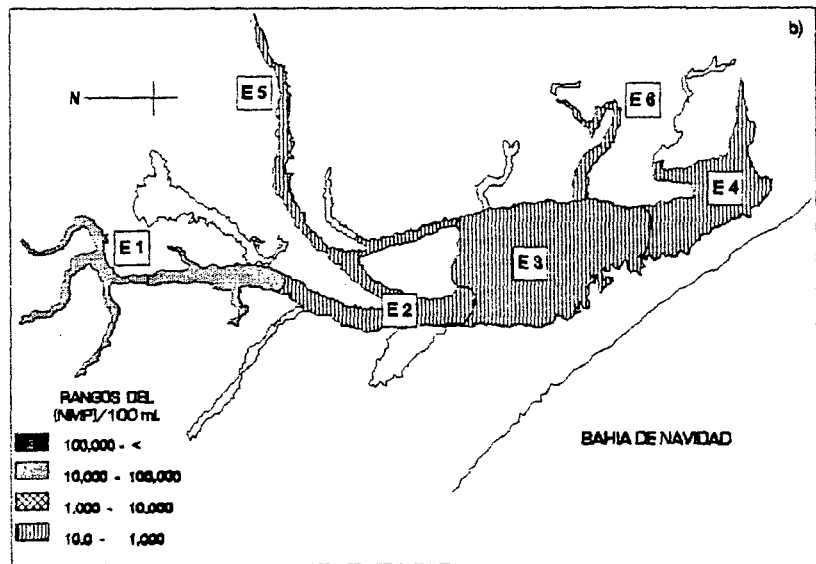 b)
N
E 5
E 6
E 4
E 1
E 3
E 2
RANGOS DEL
(NMP)/100 ml.
100,000 - <
10,000 - 100,000
1,000 - 10,000
10.0 - 1,000
BAHIA DE NAVIDAD